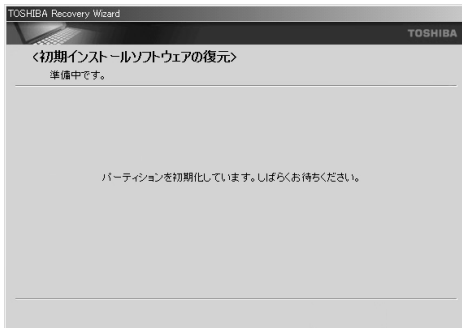 TOSHIBA Recovery Wizard
TOSHIBA
<初期インストールソフトウェアの復元>
準備中です。
パーティションを初期化しています。しばらくお待ちください。